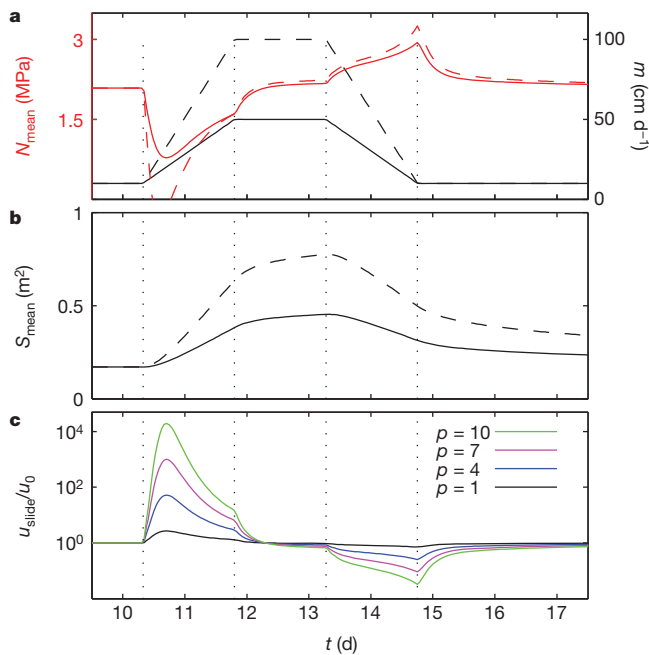 a
3
1.5
N_mean (MPa)
100
50
0
m (cm d⁻¹)
b
1
0.5
0
S_mean (m²)
c
10⁴
10²
10⁰
u_slide/u_0
p = 10
p = 7
p = 4
p = 1
10 11 12 13 14 15 16 17
t (d)